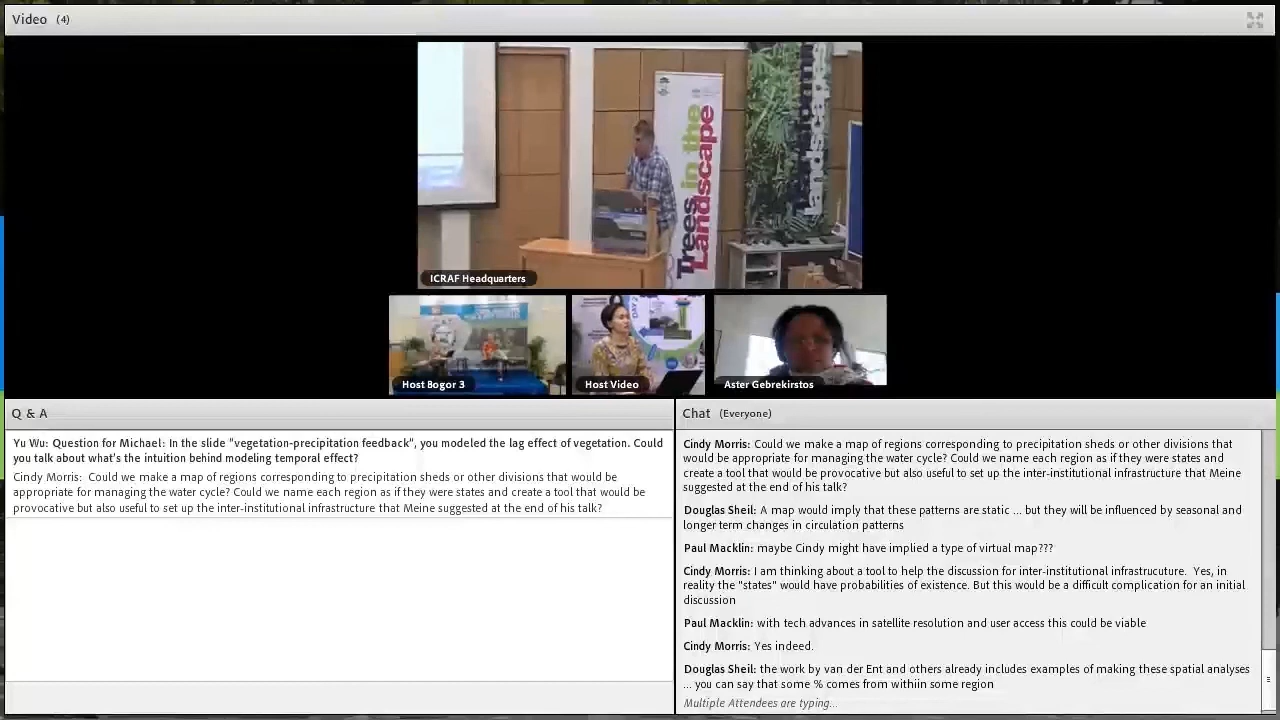 Video (4)
Trees in the
Landscape
landscapes
ICRAF Headquarters
DAY 2
Host Bogor 3
Host Video
Aster Gebrekirstos
Q & A
Yu Wu: Question for Michael: In the slide "vegetation-precipitation feedback", you modeled the lag effect of vegetation. Could
you talk about what's the intuition behind modeling temporal effect?
Cindy Morris: Could we make a map of regions corresponding to precipitation sheds or other divisions that would be
appropriate for managing the water cycle? Could we name each region as if they were states and create a tool that would be
provocative but also useful to set up the inter-institutional infrastructure that Meine suggested at the end of his talk?
Chat (Everyone)
Cindy Morris: Could we make a map of regions corresponding to precipitation sheds or other divisions that
would be appropriate for managing the water cycle? Could we name each region as if they were states and
create a tool that would be provocative but also useful to set up the inter-institutional infrastructure that Meine
suggested at the end of his talk?
Douglas Sheil: A map would imply that these patterns are static ... but they will be influenced by seasonal and
longer term changes in circulation patterns
Paul Macklin: maybe Cindy might have implied a type of virtual map???
Cindy Morris: I am thinking about a tool to help the discussion for inter-institutional infrastrucuture. Yes, in
reality the "states" would have probabilities of existence. But this would be a difficult complication for an initial
discussion
Paul Macklin: with tech advances in satellite resolution and user access this could be viable
Cindy Morris: Yes indeed.
Douglas Sheil: the work by van der Ent and others already includes examples of making these spatial analyses
... you can say that some % comes from withiin some region
Multiple Attendees are typing...